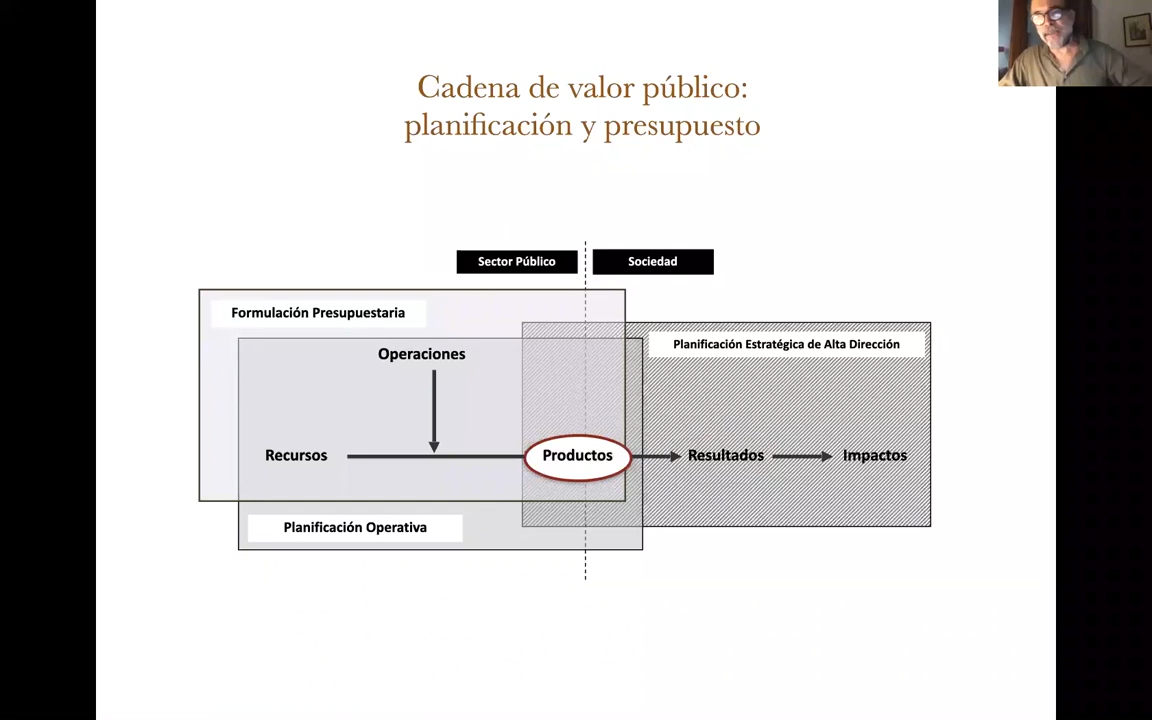 Cadena de valor público:
planificación y presupuesto
Sector Público
Sociedad
Formulación Presupuestaria
Planificación Estratégica de Alta Dirección
Operaciones
Recursos
Productos
Resultados
Impactos
Planificación Operativa